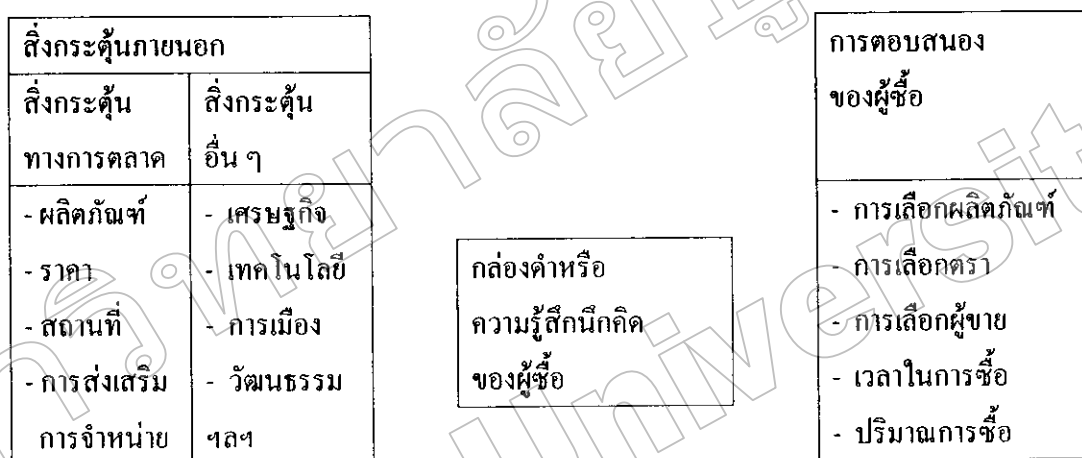 สิ่งกระตุ้นภายนอก
สิ่งกระตุ้น
ทางการตลาด
สิ่งกระตุ้น
อื่น ๆ
- ผลิตภัณฑ์
- ราคา
- สถานที่
- การส่งเสริม
การจำหน่าย
- เศรษฐกิจ
- เทคโนโลยี
- การเมือง
- วัฒนธรรม
ฯลฯ
กล่องดำหรือ
ความรู้สึกนึกคิด
ของผู้ซื้อ
การตอบสนอง
ของผู้ซื้อ
- การเลือกผลิตภัณฑ์
- การเลือกตรา
- การเลือกผู้ขาย
- เวลาในการซื้อ
- ปริมาณการซื้อ